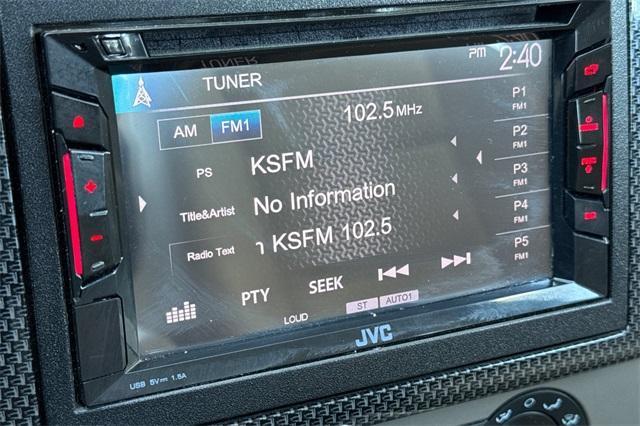 TUNER
PM 2:40
AM FM1 102.5 MHz
P1
FM1
PS KSFM
P2
FM1
Title&Artist No Information
P3
FM1
Radio Text KSFM 102.5
P4
FM1
PTY SEEK
P5
FM1
LOUD ST AUTO1
JVC
USB 5V 1.5A